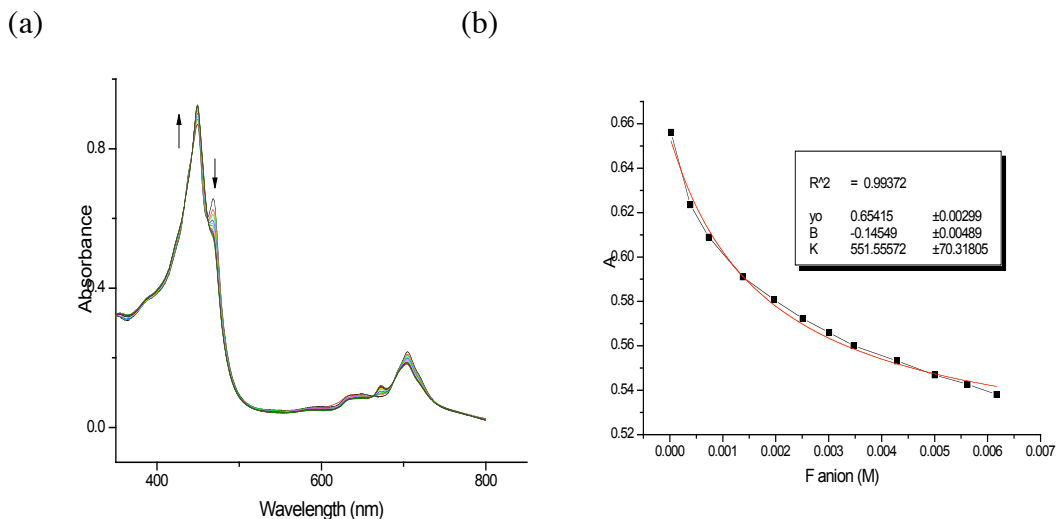 (a)
(b)
0.8
0.4
0.0
Absorbance
400
600
800
Wavelength (nm)
0.66
0.64
0.62
0.60
0.58
0.56
0.54
0.52
A
R^2 = 0.99372
yo 0.65415 ±0.00299
B -0.14549 ±0.00489
K 551.55572 ±70.31805
0.000 0.001 0.002 0.003 0.004 0.005 0.006 0.007
F anion (M)